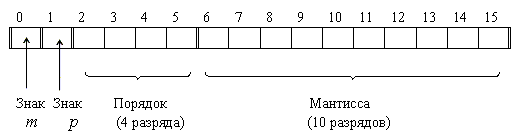 0 1 2 3 4 5 6 7 8 9 10 11 12 13 14 15
Знак Знак Порядок Мантисса
m p (4 разряда) (10 разрядов)